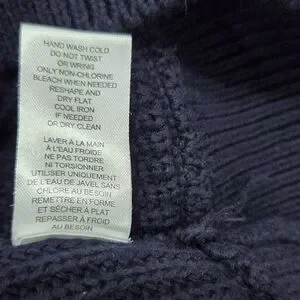 HAND WASH COLD
DO NOT TWIST
OR WRING
ONLY NON-CHLORINE
BLEACH WHEN NEEDED
RESHAPE AND
DRY FLAT
COOL IRON
IF NEEDED
OR DRY CLEAN
LAVER À LA MAIN
À L'EAU FROIDE
NE PAS TORDRE
NI TORSIONNER
UTILISER UNIQUEMENT
DE L'EAU DE JAVEL SANS
CHLORE AU BESOIN
REMETTRE EN FORME
ET SÉCHER À PLAT
REPASSER À FROID
AU BESOIN